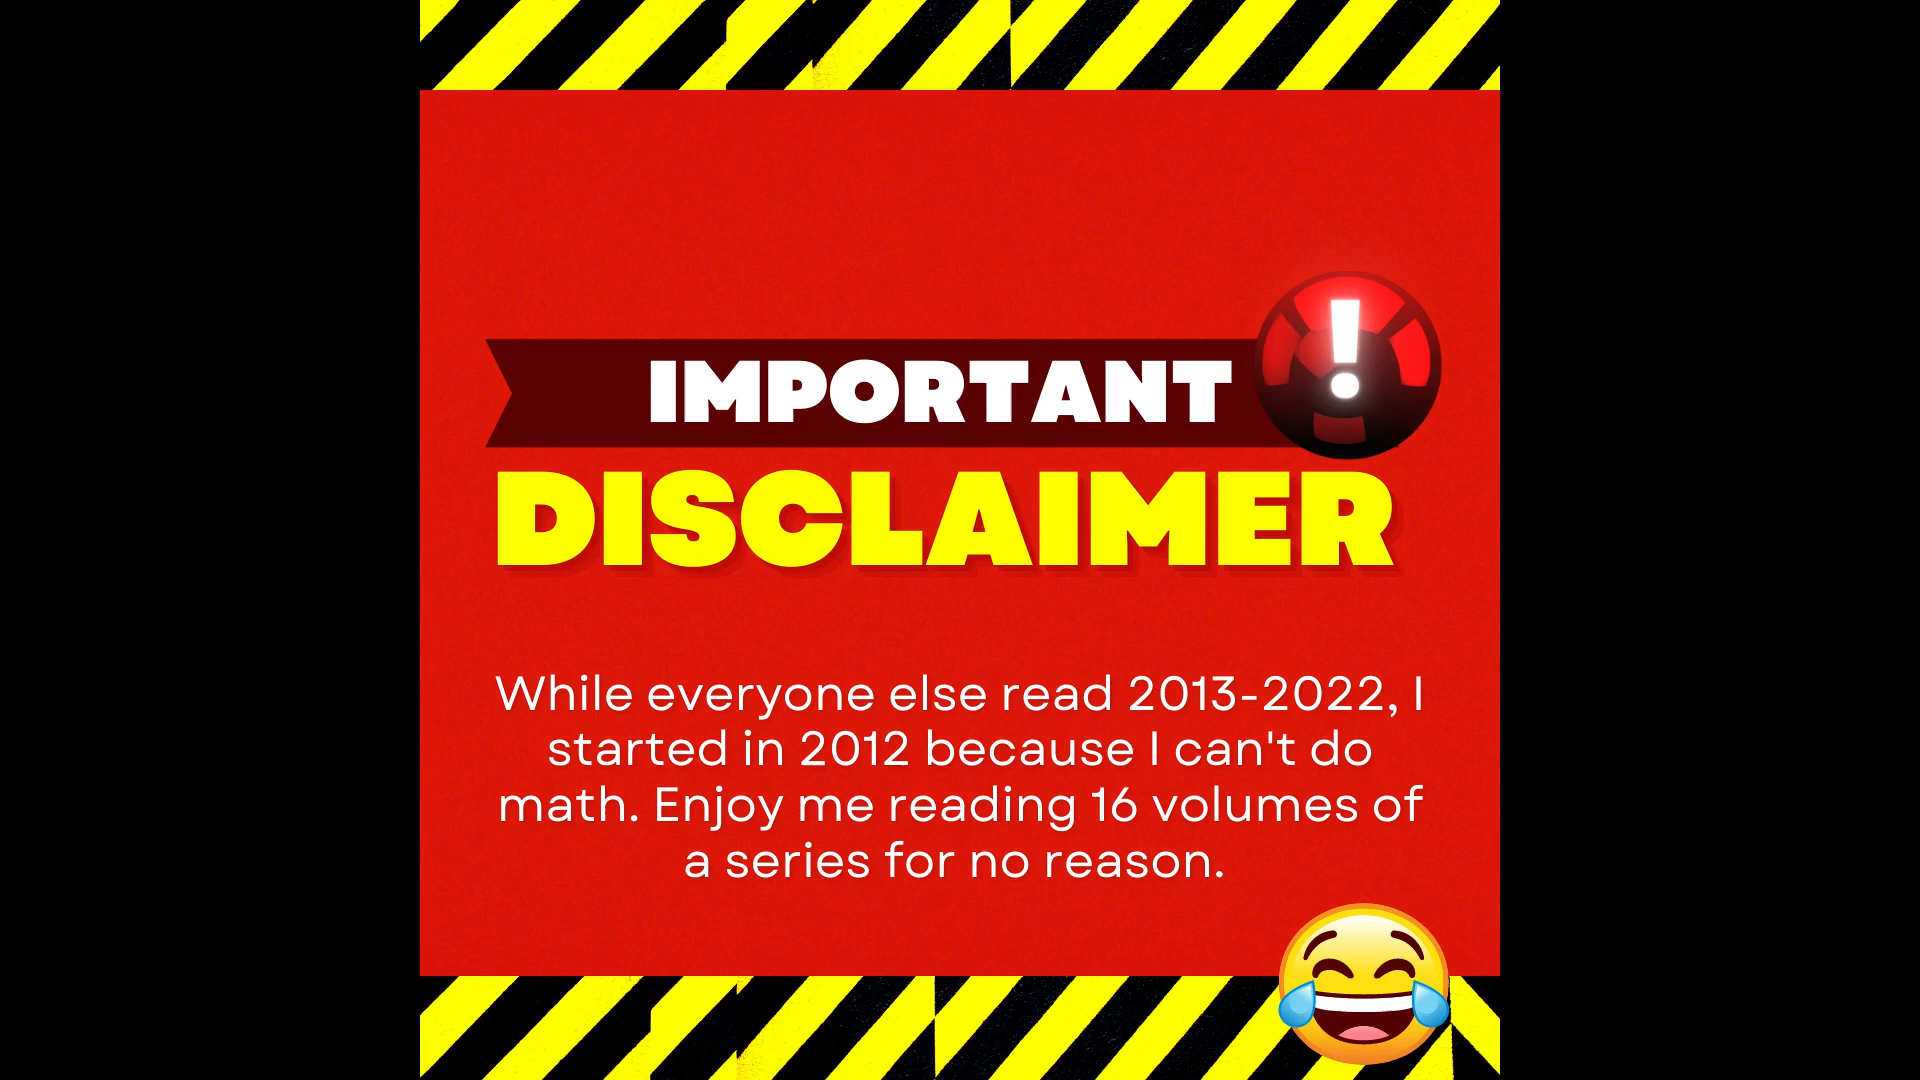 IMPORTANT
DISCLAIMER
While everyone else read 2013-2022, I
started in 2012 because I can't do
math. Enjoy me reading 16 volumes of
a series for no reason.